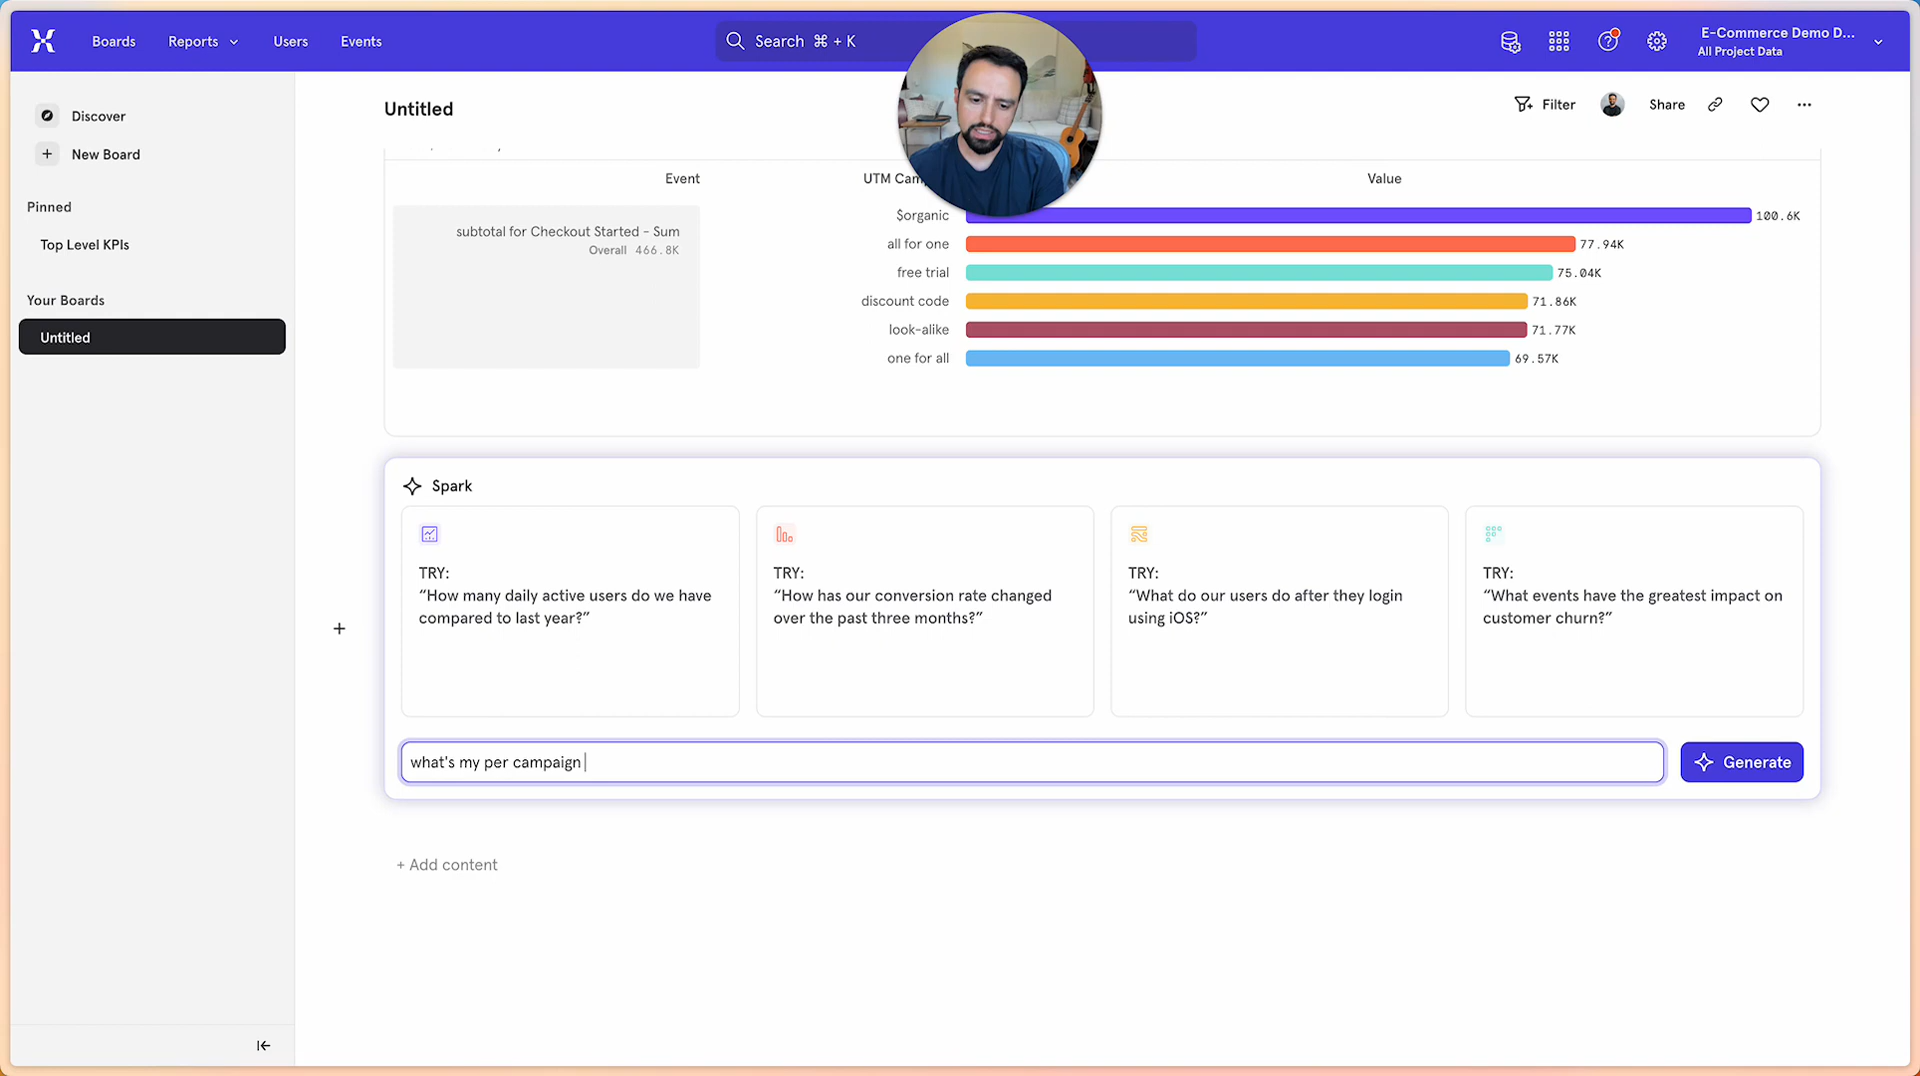 Boards
Reports
Users
Events
Search ⌘ + K
E-Commerce Demo D...
All Project Data
Discover
+ New Board
Pinned
Top Level KPIs
Your Boards
Untitled
Untitled
Filter
Share
Event
UTM Cam
Value
subtotal for Checkout Started - Sum
Overall 466.8K
$organic
100.6K
all for one
77.94K
free trial
75.04K
discount code
71.86K
look-alike
71.77K
one for all
69.57K
Spark
TRY:
“How many daily active users do we have
compared to last year?”
TRY:
“How has our conversion rate changed
over the past three months?”
TRY:
“What do our users do after they login
using iOS?”
TRY:
“What events have the greatest impact on
customer churn?”
+
what's my per campaign
Generate
+ Add content